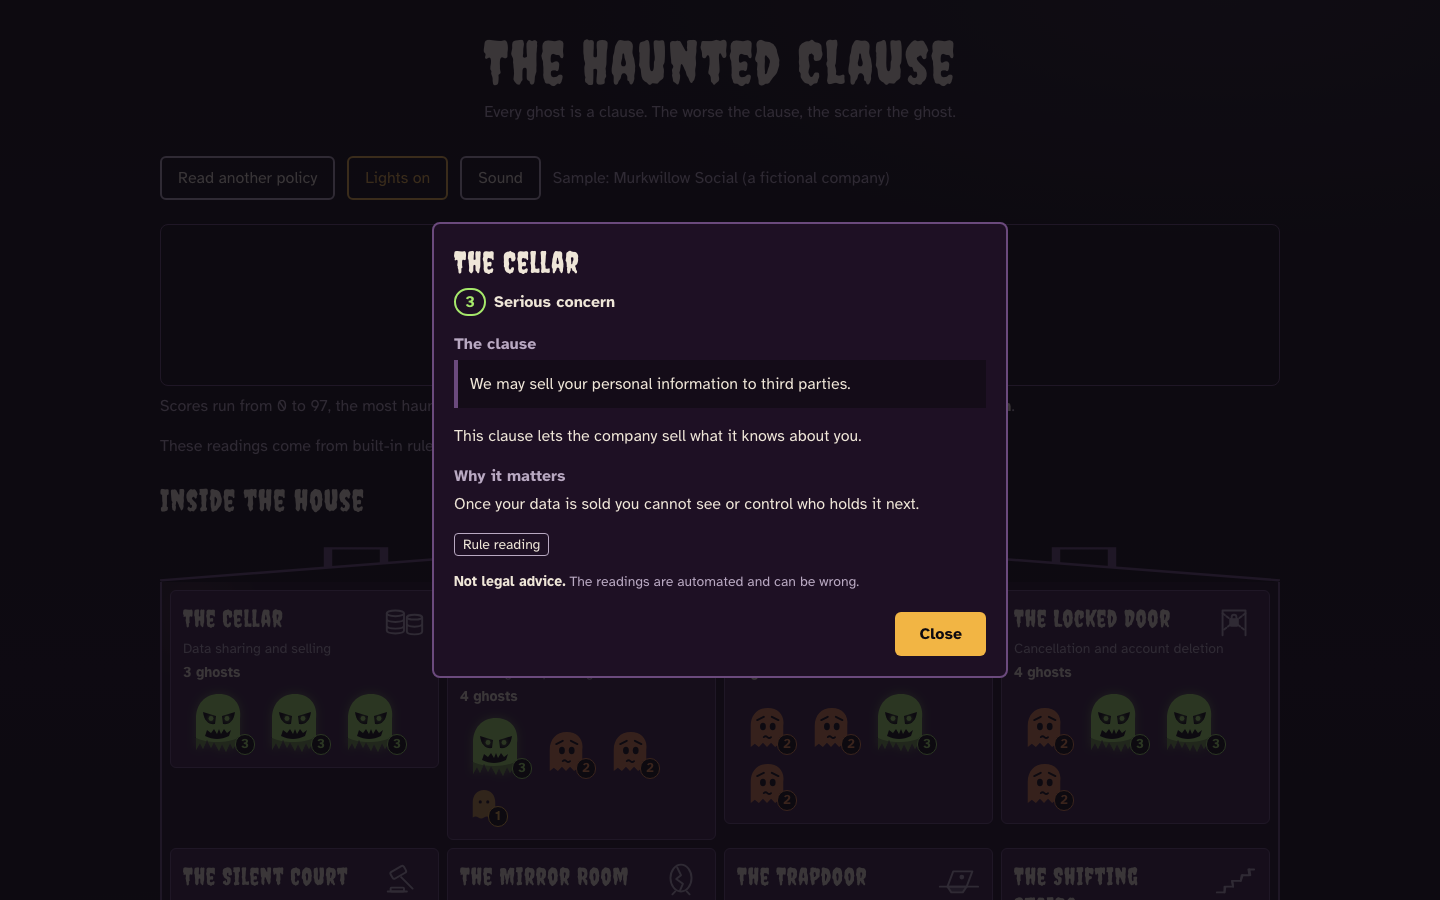 THE HAUNTED CLAUSE
Every ghost is a clause. The worse the clause, the scarier the ghost.
Read another policy
Lights on
Sound
Sample: Murkwillow Social (a fictional company)
Scores run from 0 to 97, the most
These readings come from built-in
THE CELLAR
3 Serious concern
The clause
We may sell your personal information to third parties.
This clause lets the company sell what it knows about you.
Why it matters
Once your data is sold you cannot see or control who holds it next.
Rule reading
Not legal advice. The readings are automated and can be wrong.
Close
INSIDE THE HOUSE
THE CELLAR
Data sharing and selling
3 ghosts
3
3
3
4 ghosts
3
2
2
1
2
2
3
2
THE LOCKED DOOR
Cancellation and account deletion
4 ghosts
2
3
3
2
THE SILENT COURT
THE MIRROR ROOM
THE TRAPDOOR
THE SHIFTING